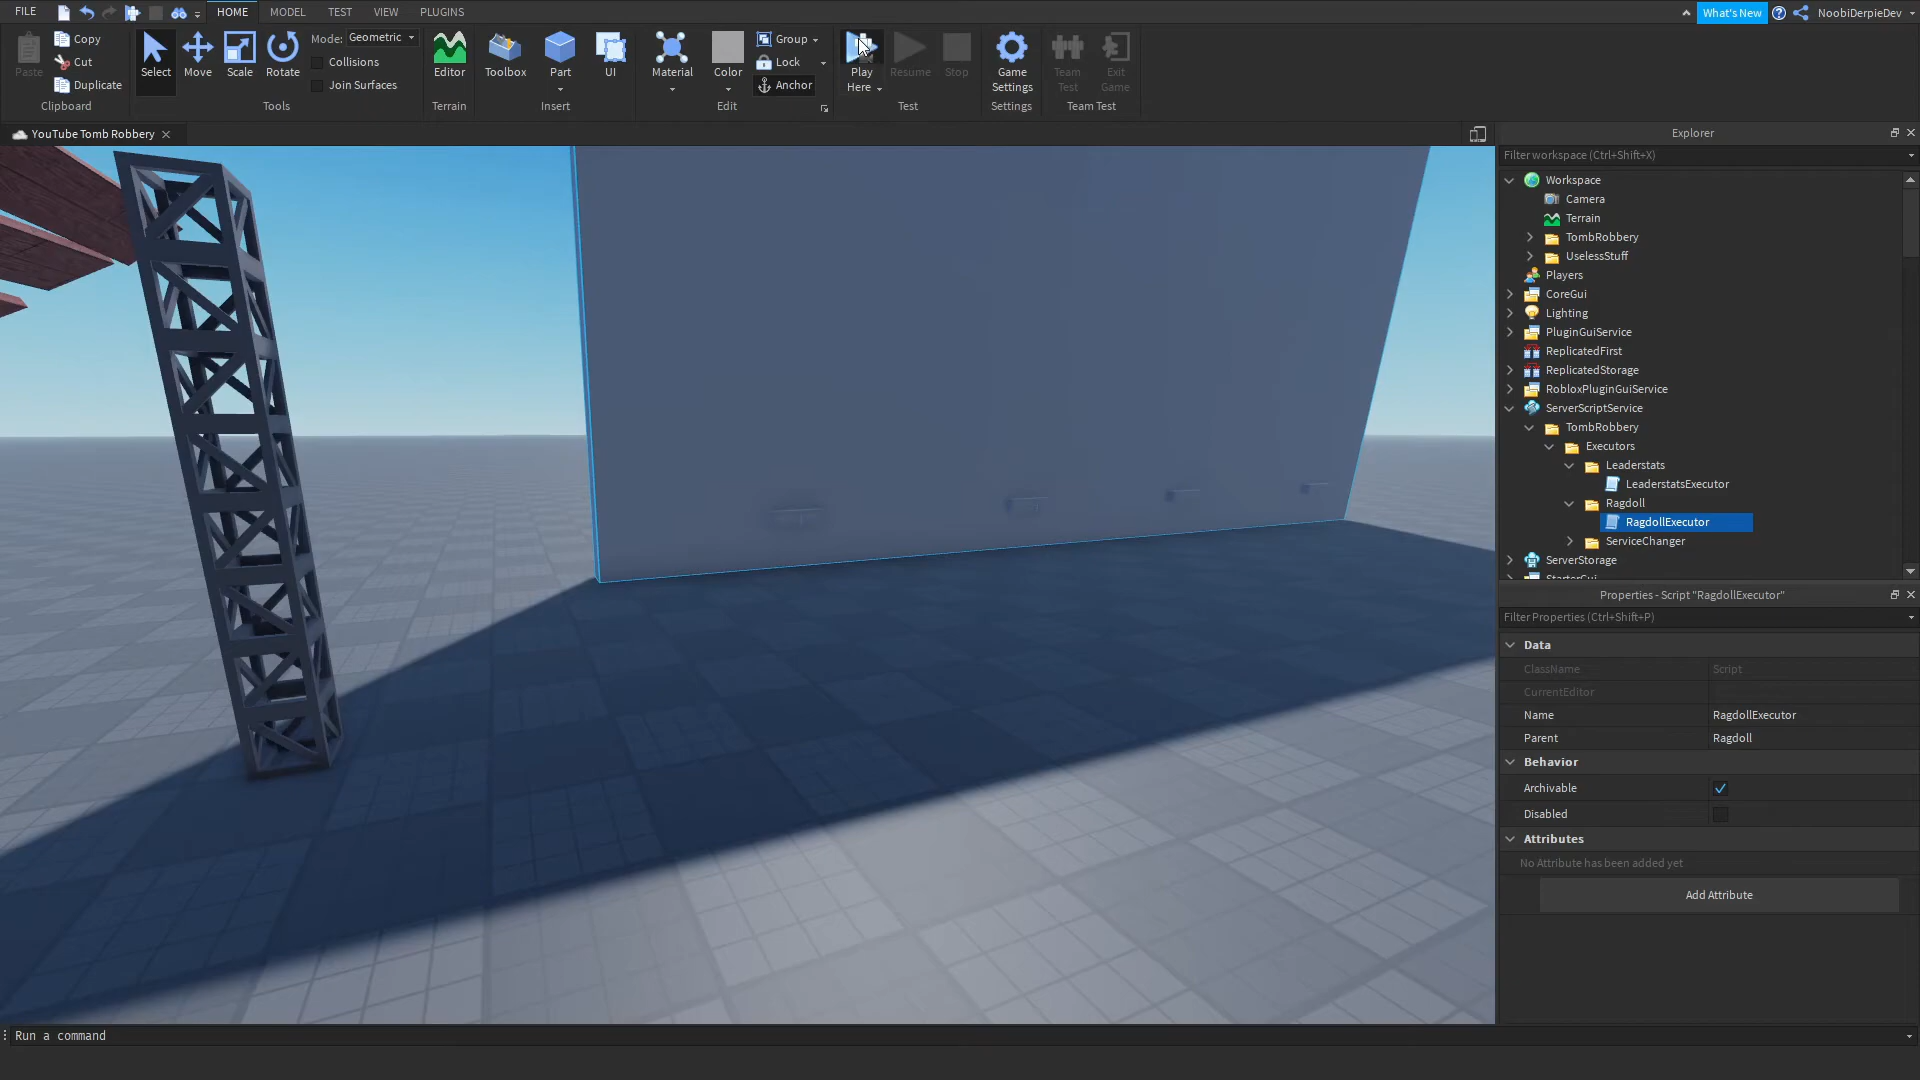 FILE HOME MODEL TEST VIEW PLUGINS What's New NoobiDerpieDev
Copy Mode: Geometric Group
Paste Cut Select Move Scale Rotate Collisions Editor Toolbox Part UI Material Color Lock Play Here Resume Stop Game Settings Team Test Exit Game
Duplicate Join Surfaces Anchor
Clipboard Tools Terrain Insert Edit Test Settings Team Test
YouTube Tomb Robbery
Explorer
Filter workspace (Ctrl+Shift+X)
Workspace
Camera
Terrain
TombRobbery
UselessStuff
Players
CoreGui
Lighting
PluginGuiService
ReplicatedFirst
ReplicatedStorage
RobloxPluginGuiService
ServerScriptService
TombRobbery
Executors
Leaderstats
LeaderstatsExecutor
Ragdoll
RagdollExecutor
ServiceChanger
ServerStorage
StarterGui
Properties - Script "RagdollExecutor"
Filter Properties (Ctrl+Shift+P)
Data
ClassName Script
CurrentEditor
Name RagdollExecutor
Parent Ragdoll
Behavior
Archivable
Disabled
Attributes
No Attribute has been added yet
Add Attribute
Run a command